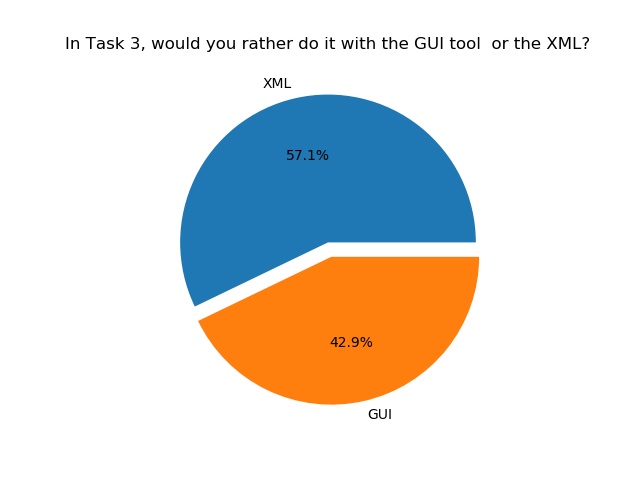 In Task 3, would you rather do it with the GUI tool  or the XML?
XML
57.1%
42.9%
GUI